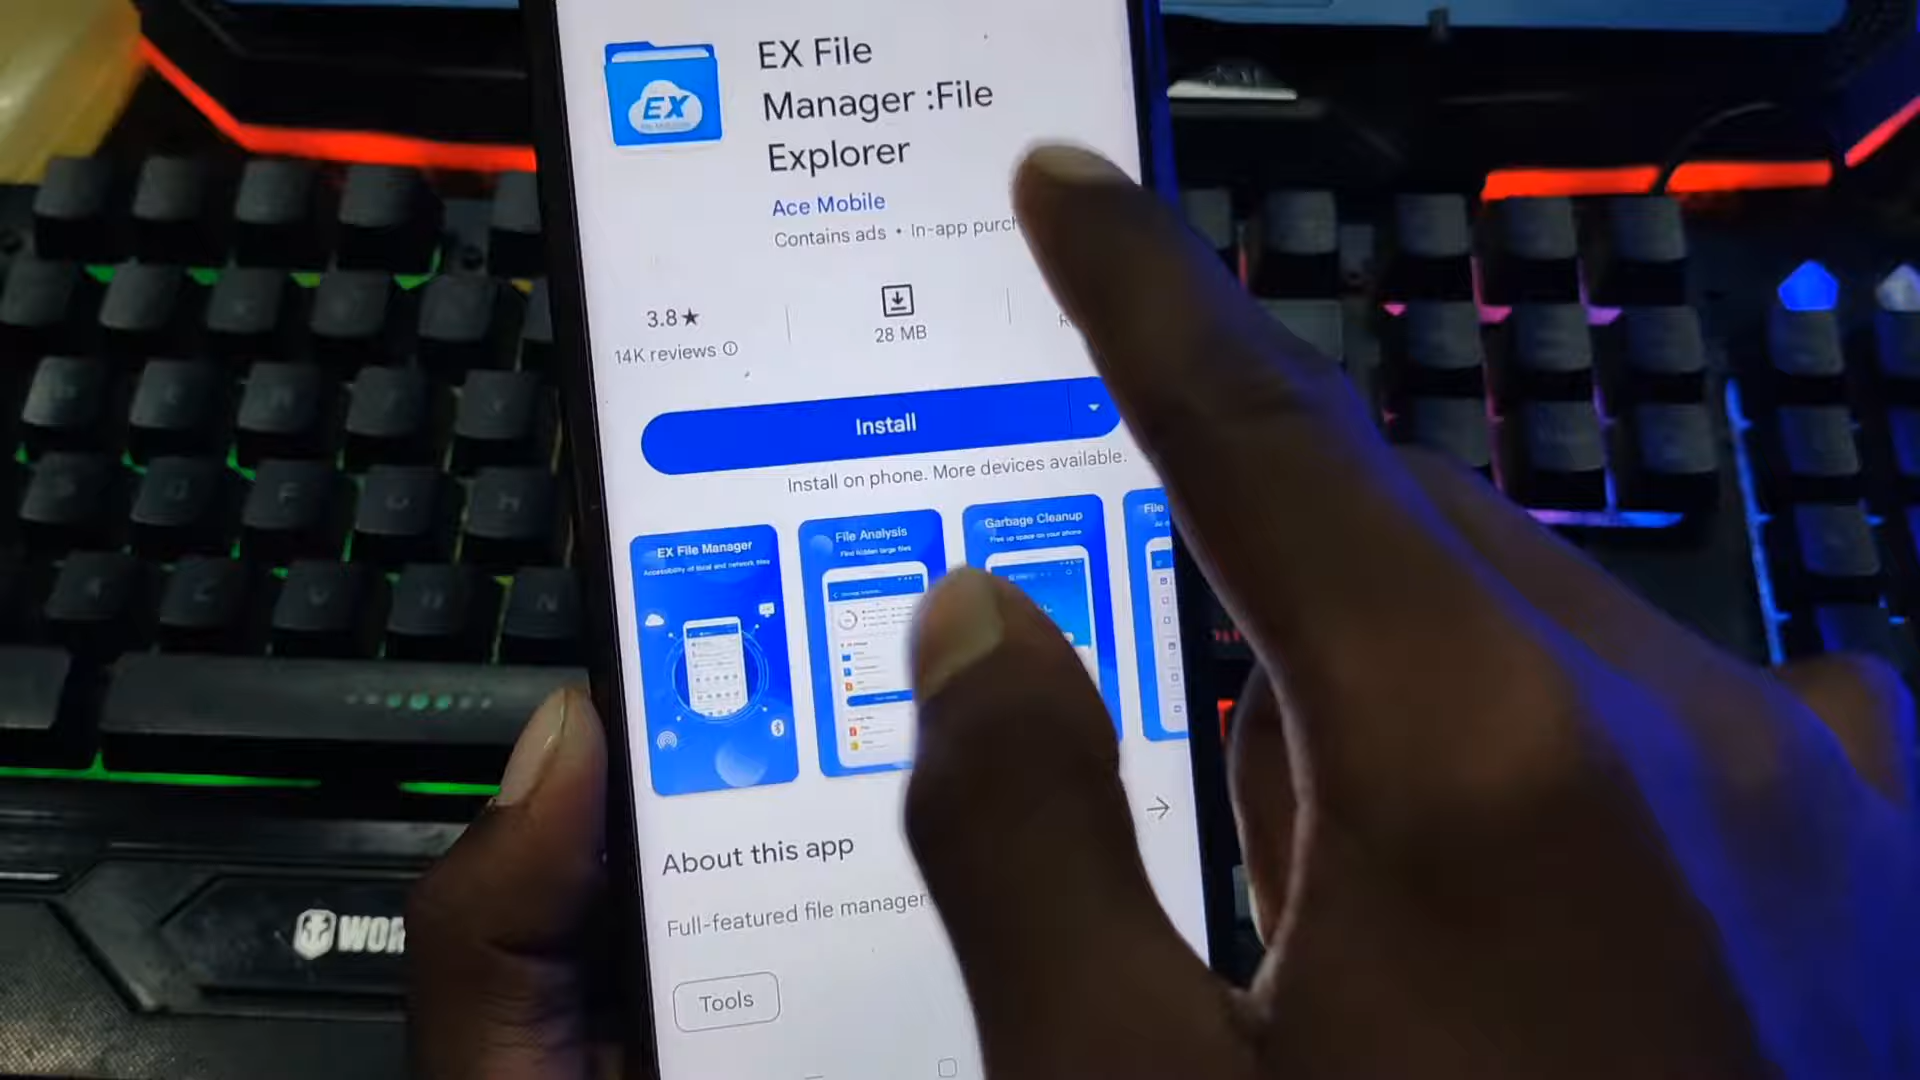 EX File
Manager :File
Explorer
EX
Ace Mobile
Contains ads • In-app purch
3.8★
14K reviews
28 MB
Install
Install on phone. More devices available.
EX File Manager
Accessibility of local and network files
File Analysis
Find hidden large files
Garbage Cleanup
Free up space on your phone
File
About this app
Full-featured file manager
Tools
WOR